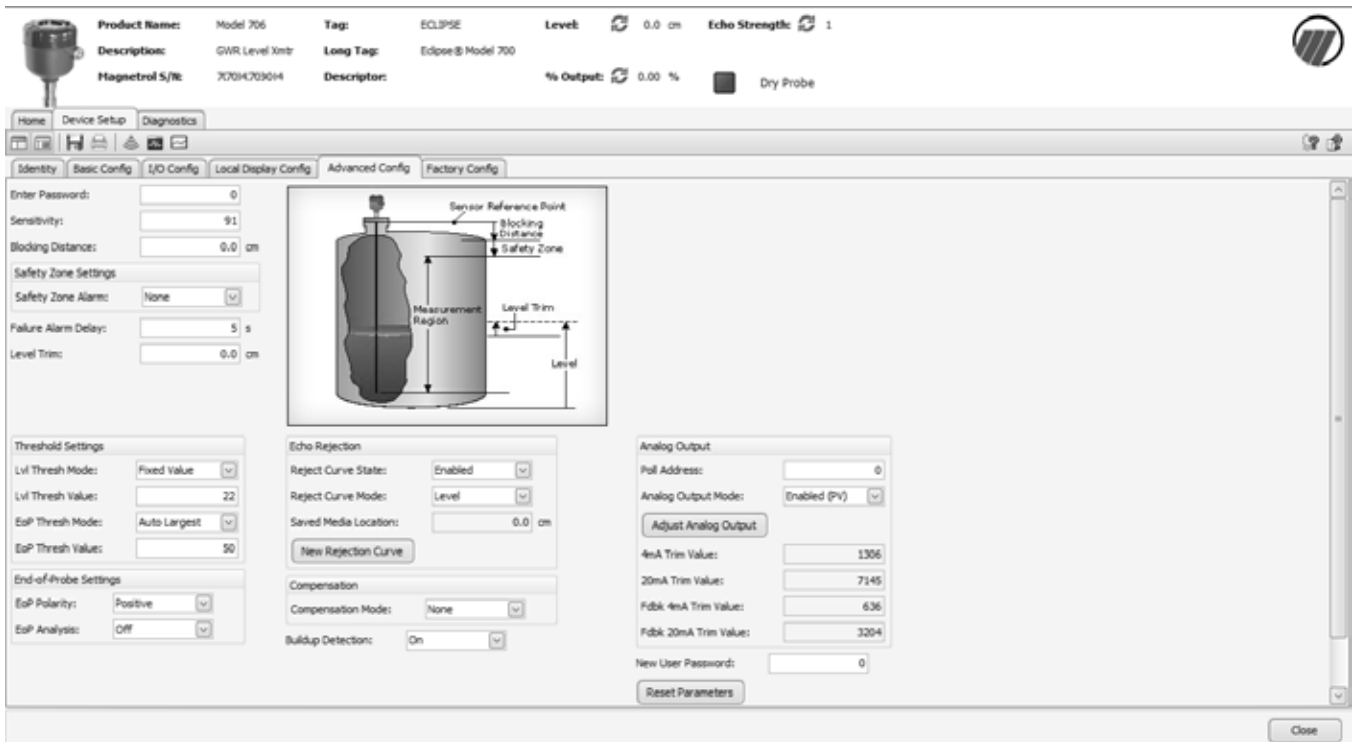 Product Name: Model 706 Tag: ECLIPSE Level: 0.0 cm Echo Strength: 1
Description: GWR Level Xmtr Long Tag: Eclipse® Model 700
Magnetrol S/N: Descriptor: % Output: 0.00 % Dry Probe
Home Device Setup Diagnostics
Identity Basic Config I/O Config Local Display Config Advanced Config Factory Config
Enter Password: 0
Sensitivity: 91
Blocking Distance: 0.0 cm
Safety Zone Settings
Safety Zone Alarm: None
Failure Alarm Delay: 5 s
Level Trim: 0.0 cm
Sensor Reference Point
Blocking
Distance
Safety Zone
Measurement
Region
Level Trim
Level
Threshold Settings
Lvl Thresh Mode: Fixed Value
Lvl Thresh Value: 22
EoP Thresh Mode: Auto Largest
EoP Thresh Value: 50
End-of-Probe Settings
EoP Polarity: Positive
EoP Analysis: Off
Echo Rejection
Reject Curve State: Enabled
Reject Curve Mode: Level
Saved Media Location: 0.0 cm
New Rejection Curve
Compensation
Compensation Mode: None
Buildup Detection: On
Analog Output
Poll Address: 0
Analog Output Mode: Enabled (PV)
Adjust Analog Output
4mA Trim Value: 1306
20mA Trim Value: 7145
Fdbk 4mA Trim Value: 636
Fdbk 20mA Trim Value: 3204
New User Password: 0
Reset Parameters
Close